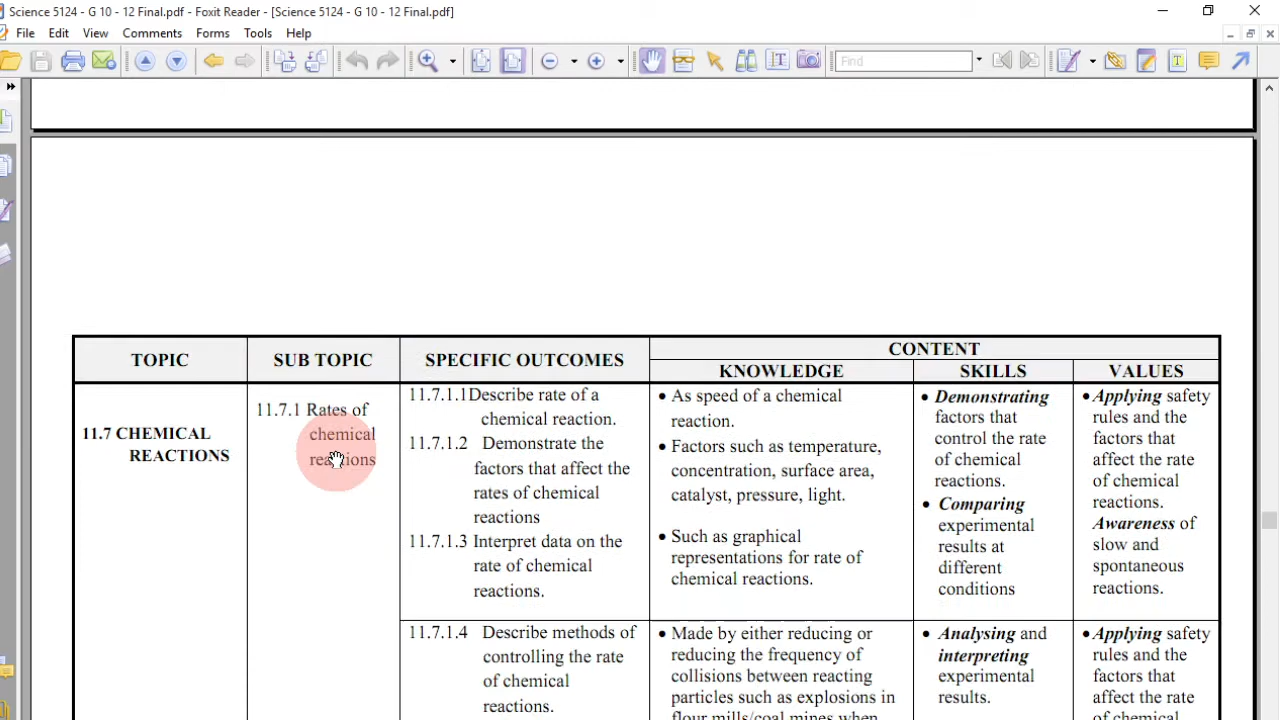 Science 5124 - G 10 - 12 Final.pdf - Foxit Reader - [Science 5124 - G 10 - 12 Final.pdf]
File Edit View Comments Forms Tools Help
Find
TOPIC
SUB TOPIC
SPECIFIC OUTCOMES
CONTENT
KNOWLEDGE
SKILLS
VALUES
11.7 CHEMICAL
REACTIONS
11.7.1 Rates of
chemical
reactions
11.7.1.1Describe rate of a
chemical reaction.
11.7.1.2 Demonstrate the
factors that affect the
rates of chemical
reactions
11.7.1.3 Interpret data on the
rate of chemical
reactions.
• As speed of a chemical
reaction.
• Factors such as temperature,
concentration, surface area,
catalyst, pressure, light.
• Such as graphical
representations for rate of
chemical reactions.
• Demonstrating
factors that
control the rate
of chemical
reactions.
• Comparing
experimental
results at
different
conditions
• Applying safety
rules and the
factors that
affect the rate
of chemical
reactions.
Awareness of
slow and
spontaneous
reactions.
11.7.1.4 Describe methods of
controlling the rate
of chemical
reactions.
• Made by either reducing or
reducing the frequency of
collisions between reacting
particles such as explosions in
flour mills/coal mines when
• Analysing and
interpreting
experimental
results.
• Applying safety
rules and the
factors that
affect the rate
of chemical